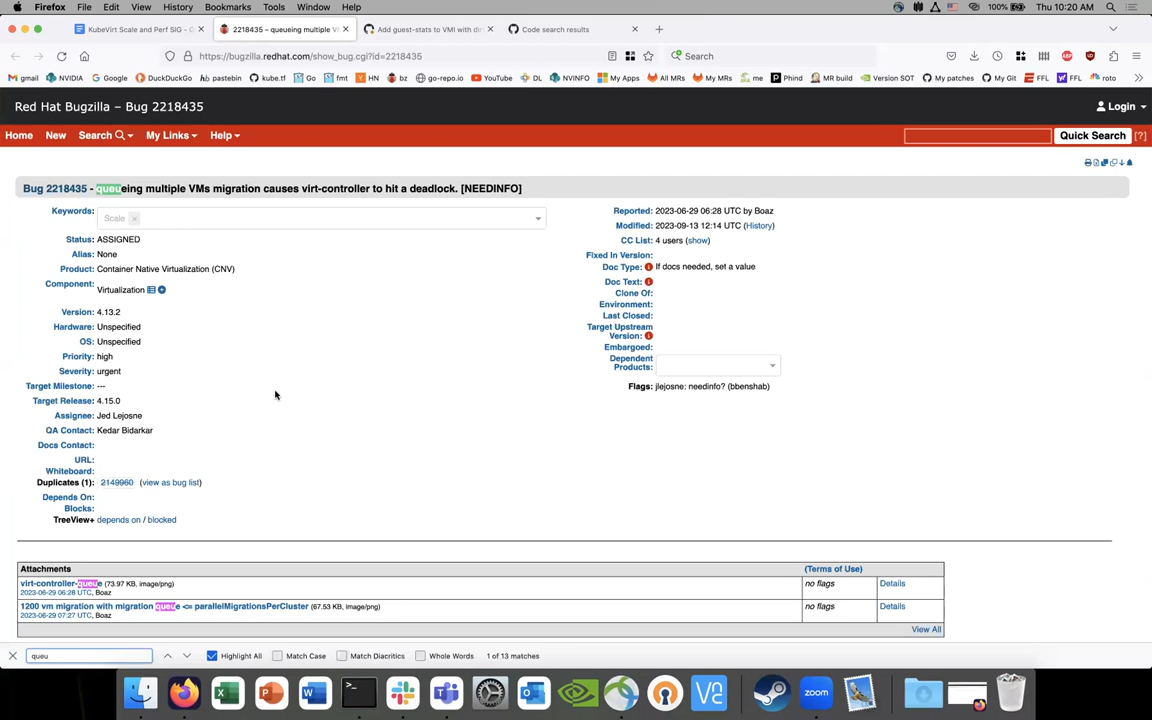 Firefox File Edit View History Bookmarks Tools Window Help 100% Thu 10:20 AM
KubeVirt Scale and Perf SIG - G 2218435 – queueing multiple VM Add guest-stats to VMI with dir Code search results
https://bugzilla.redhat.com/show_bug.cgi?id=2218435 Search
gmail NVIDIA Google DuckDuckGo pastebin kube.tf Go fmt HN bz go-repo.io YouTube DL NVINFO My Apps All MRs My MRs me Phind MR build Version SOT My patches My Git FFL FFL roto
Red Hat Bugzilla – Bug 2218435 Login
Home New Search My Links Help Quick Search [?]
Bug 2218435 - queueing multiple VMs migration causes virt-controller to hit a deadlock. [NEEDINFO]
Keywords: Scale
Status: ASSIGNED
Alias: None
Product: Container Native Virtualization (CNV)
Component: Virtualization
Version: 4.13.2
Hardware: Unspecified
OS: Unspecified
Priority: high
Severity: urgent
Target Milestone: ---
Target Release: 4.15.0
Assignee: Jed Lejosne
QA Contact: Kedar Bidarkar
Docs Contact:
URL:
Whiteboard:
Duplicates (1): 2149960 (view as bug list)
Depends On:
Blocks:
TreeView+ depends on / blocked
Reported: 2023-06-29 06:28 UTC by Boaz
Modified: 2023-09-13 12:14 UTC (History)
CC List: 4 users (show)
Fixed In Version:
Doc Type: If docs needed, set a value
Doc Text:
Clone Of:
Environment:
Last Closed:
Target Upstream
Version:
Embargoed:
Dependent
Products:
Flags: jlejosne: needinfo? (bbenshab)
Attachments (Terms of Use)
virt-controller-queue (73.97 KB, image/png) no flags Details
2023-06-29 06:28 UTC, Boaz
1200 vm migration with migration queue <= parallelMigrationsPerCluster (67.53 KB, image/png) no flags Details
2023-06-29 07:27 UTC, Boaz
View All
queu Highlight All Match Case Match Diacritics Whole Words 1 of 13 matches
zoom